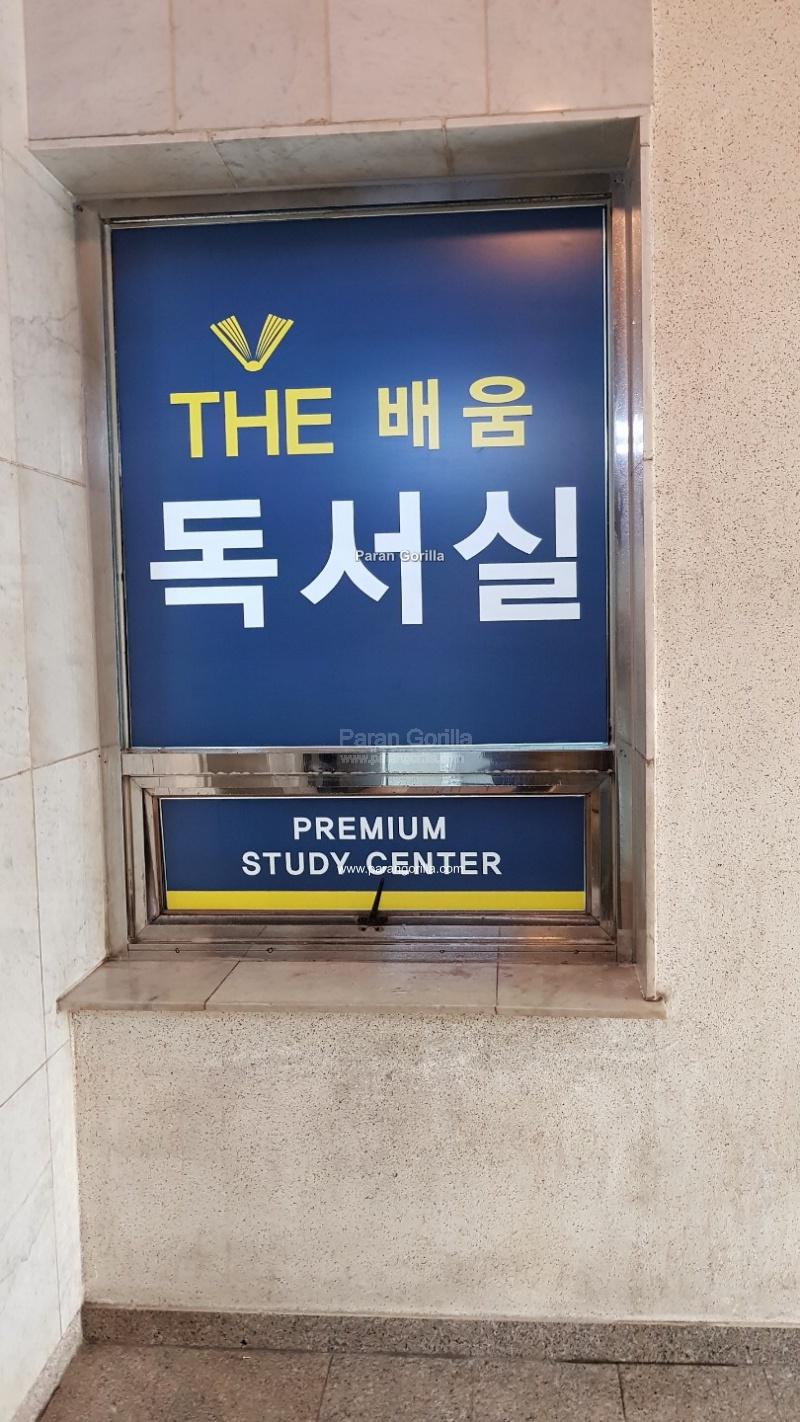 THE 배움
독서실
Paran Gorilla
Paran Gorilla
www.parangorilla.com
PREMIUM
STUDY CENTER
www.parangorilla.com